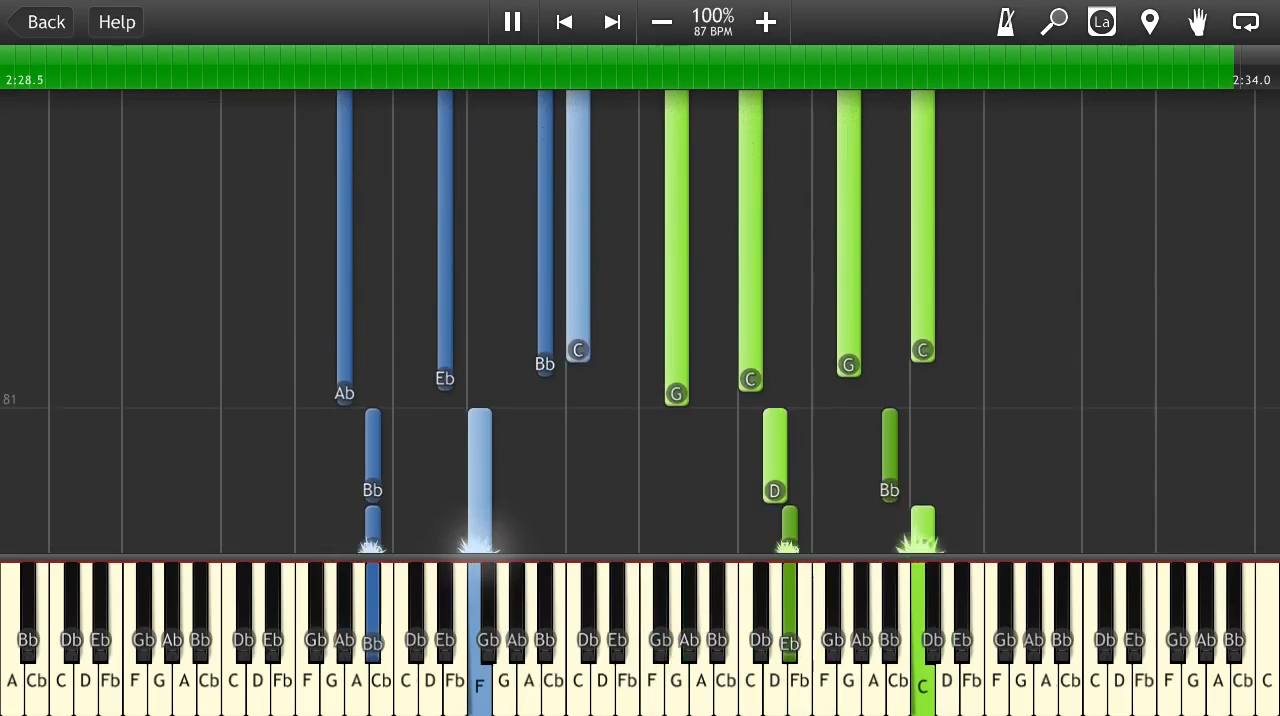 Back Help 100% La
87 BPM
2:28.5 2:34.0
C C
Bb G
Eb C
Ab G
81
Bb D Bb
Bb Db Eb Gb Ab Bb Db Eb Gb Ab Bb Db Eb Gb Ab Bb Db Eb Gb Ab Bb Db Eb Gb Ab Bb Db Eb Gb Ab Bb Db Eb Gb Ab Bb
A Cb C D Fb F G A Cb C D Fb F G A Cb C D Fb F G A Cb C D Fb F G A Cb C D Fb F G A Cb C D Fb F G A Cb C D Fb F G A Cb C